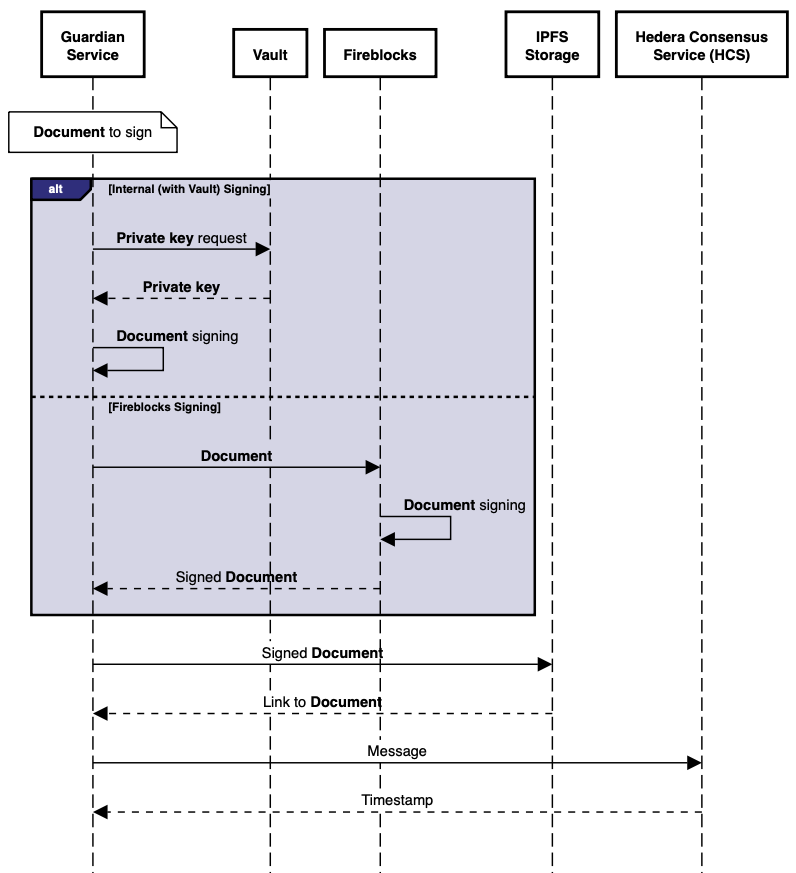 Guardian
Service
Vault
Fireblocks
IPFS
Storage
Hedera Consensus
Service (HCS)
Document to sign
alt
[Internal (with Vault) Signing]
Private key request
Private key
Document signing
[Fireblocks Signing]
Document
Document signing
Signed Document
Signed Document
Link to Document
Message
Timestamp